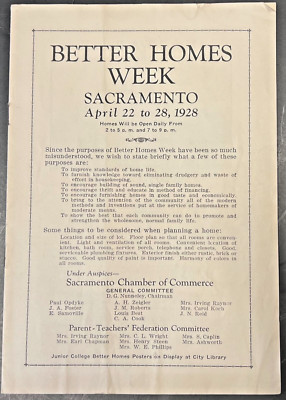 BETTER HOMES
WEEK
SACRAMENTO
April 22 to 28, 1928
Homes Will be Open Daily From
2 to 5 p. m. and 7 to 9 p. m.
Since the purposes of Better Homes Week have been so much
misunderstood, we wish to state briefly what a few of these
purposes are:
To improve standards of home life.
To furnish knowledge toward eliminating drudgery and waste of
effort in housekeeping.
To encourage building of sound, single family homes.
To encourage thrift and educate in method of financing.
To encourage furnishing homes in good taste and economically.
To bring to the attention of the community all of the modern
methods and inventions put at the service of homemakers of
moderate means.
To show the best that each community can do to promote and
strengthen the wholesome, normal family life.
Some things to be considered when planning a home:
Location and size of lot. Floor plan so that all rooms are con-
venient. Light and ventilation of all rooms. Convenient location of
kitchen, bath room, service porch, telephone and closets. Good,
serviceable plumbing fixtures. Exterior finish either rustic, brick or
stucco. Good quality of paint is important. Harmony of colors in
all rooms.
Under Auspices—
Sacramento Chamber of Commerce
GENERAL COMMITTEE
D. G. Nunneley, Chairman
Paul Opdyke A. H. Zeigler Mrs. Irving Raynor
J. A. Foster J. M. Roberts Mrs. Carol Koch
E. Somerville Louis Dean J. N. Reid
C. A. Cook
Parent-Teachers' Federation Committee
Mrs. Irving Raynor Mrs. C. L. Wright Mrs. S. Caplin
Mrs. Earl Chapman Mrs. Henry Steen Mrs. Ashworth
Mrs. W. E. Phillips
Junior College Better Homes Posters on Display at City Library